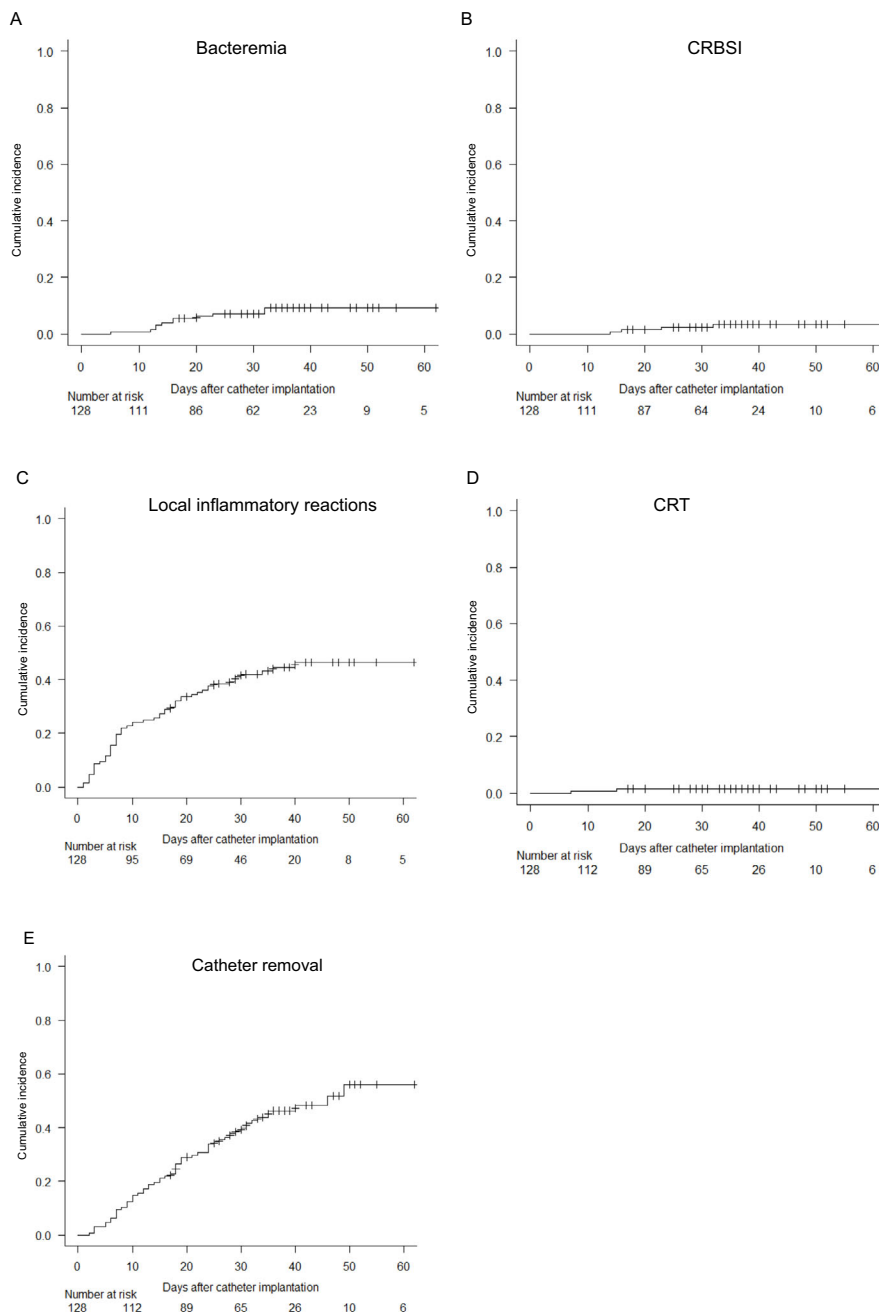 A
Bacteremia
1.0
0.8
0.6
0.4
0.2
0.0
Cumulative incidence
0 10 20 30 40 50 60
Days after catheter implantation
Number at risk
128 111 86 62 23 9 5
B
CRBSI
1.0
0.8
0.6
0.4
0.2
0.0
Cumulative incidence
0 10 20 30 40 50 60
Days after catheter implantation
Number at risk
128 111 87 64 24 10 6
C
Local inflammatory reactions
1.0
0.8
0.6
0.4
0.2
0.0
Cumulative incidence
0 10 20 30 40 50 60
Days after catheter implantation
Number at risk
128 95 69 46 20 8 5
D
CRT
1.0
0.8
0.6
0.4
0.2
0.0
Cumulative incidence
0 10 20 30 40 50 60
Days after catheter implantation
Number at risk
128 112 89 65 26 10 6
E
Catheter removal
1.0
0.8
0.6
0.4
0.2
0.0
Cumulative incidence
0 10 20 30 40 50 60
Days after catheter implantation
Number at risk
128 112 89 65 26 10 6